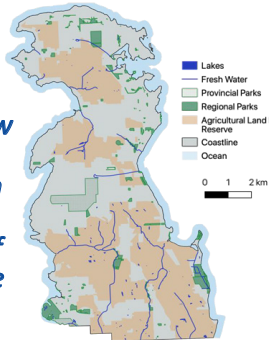 Lakes
Fresh Water
Provincial Parks
Regional Parks
Agricultural Land
Reserve
Coastline
Ocean
0 1 2 km